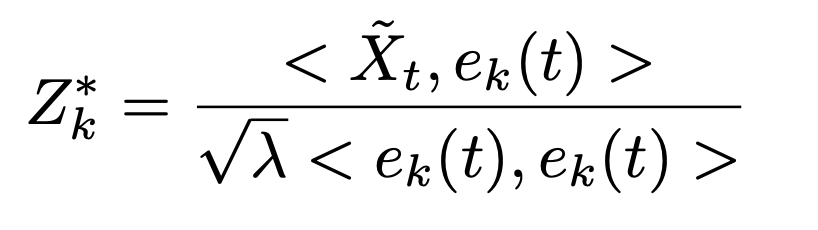 $Z_k^* = \frac{< \tilde{X}_t, e_k(t) >}{\sqrt{\lambda} < e_k(t), e_k(t) >}$